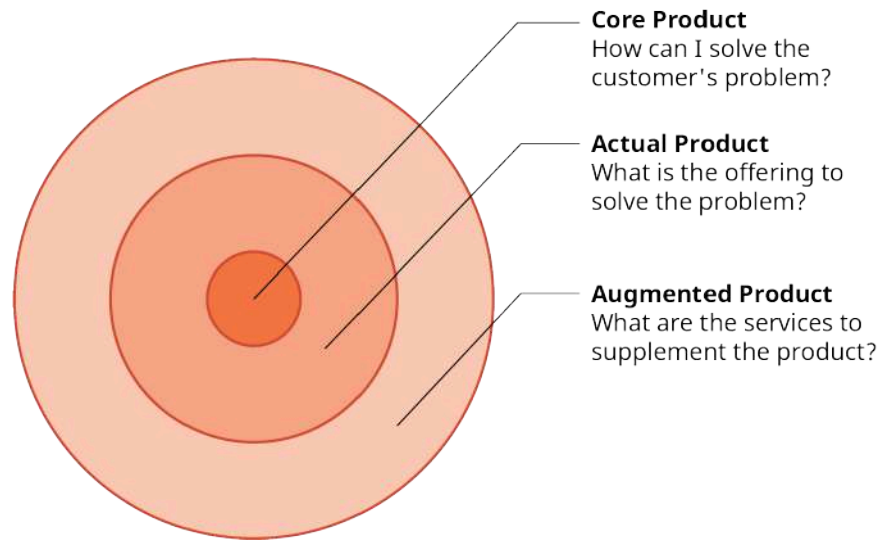 Core Product
How can I solve the
customer's problem?
Actual Product
What is the offering to
solve the problem?
Augmented Product
What are the services to
supplement the product?